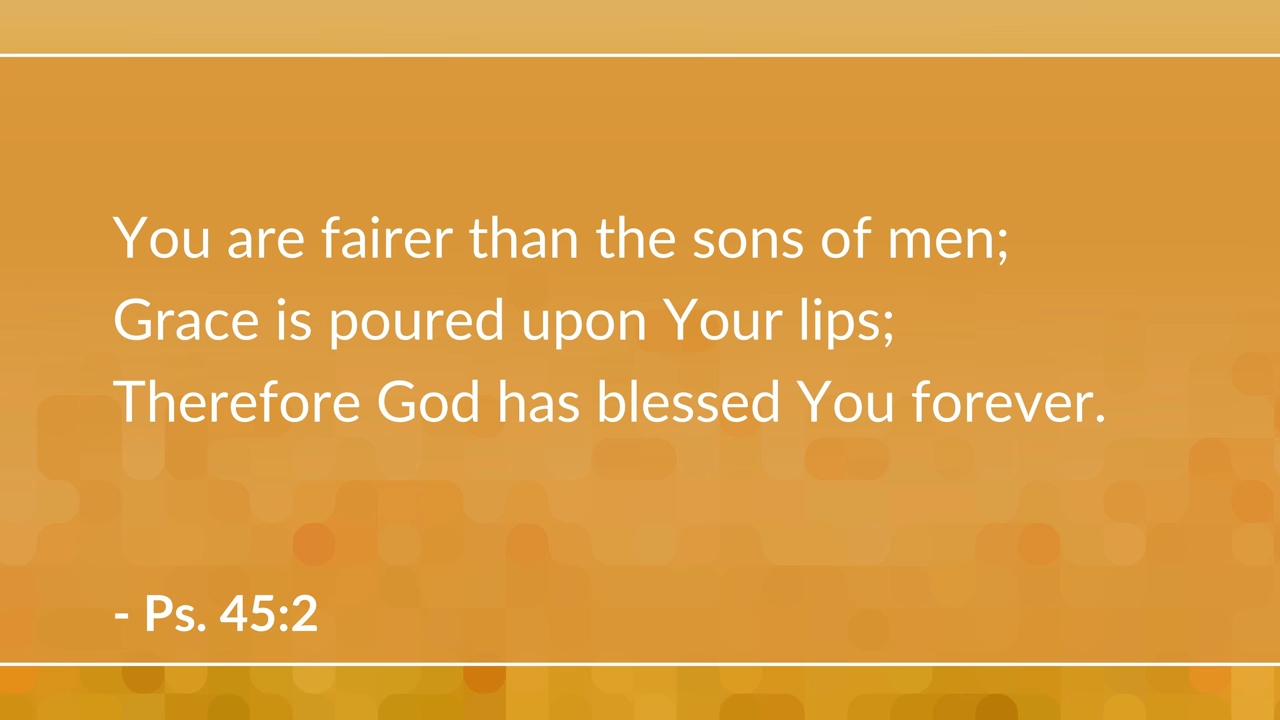 You are fairer than the sons of men;
Grace is poured upon Your lips;
Therefore God has blessed You forever.
- Ps. 45:2